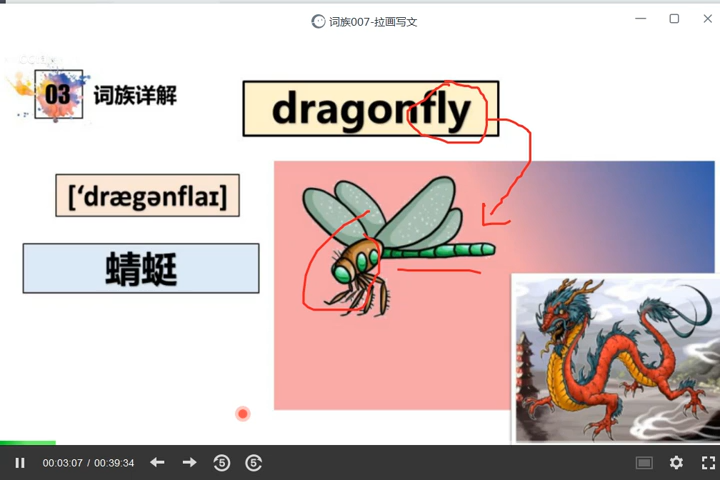 词族007-拉画写文
03 词族详解
dragonfly
['drægənflaɪ]
蜻蜓
00:03:07 / 00:39:34
5 5